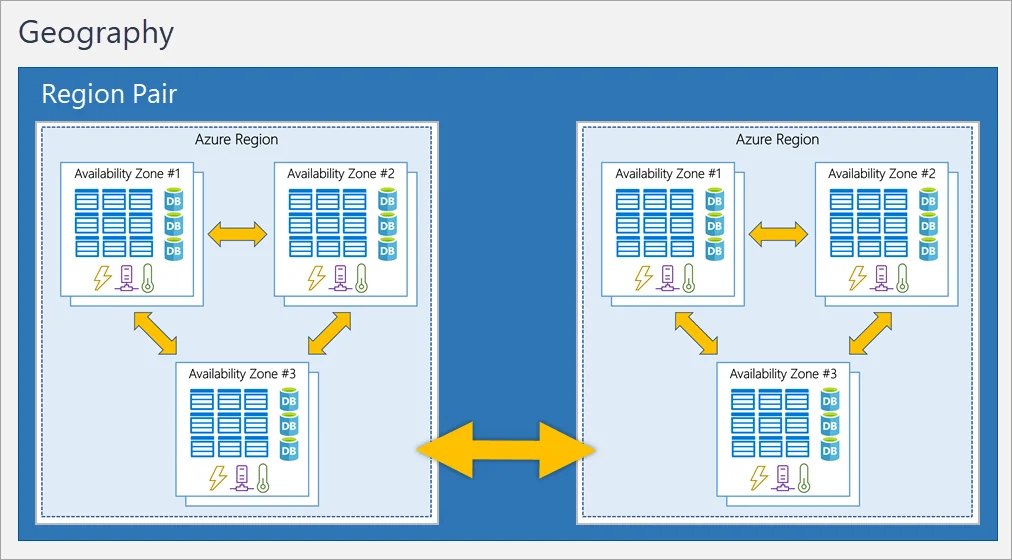 Geography
Region Pair
Azure Region
Availability Zone #1
DB
DB
DB
Availability Zone #2
DB
DB
DB
Availability Zone #3
DB
DB
DB
Azure Region
Availability Zone #1
DB
DB
DB
Availability Zone #2
DB
DB
DB
Availability Zone #3
DB
DB
DB